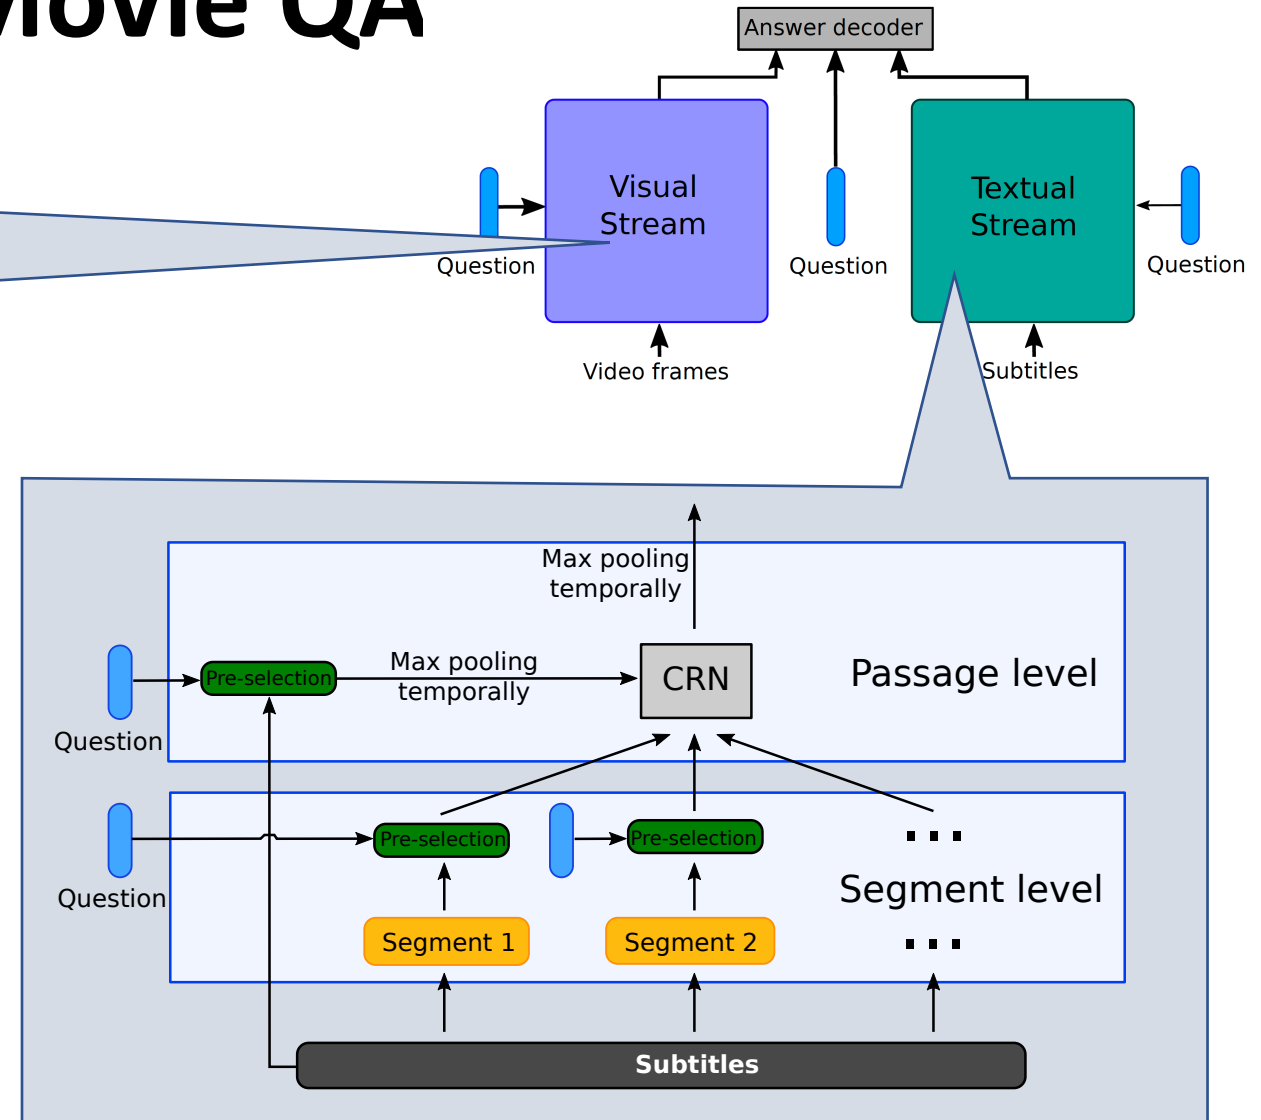 Movie QA
Answer decoder
Visual
Stream
Textual
Stream
Question
Question
Question
Video frames
Subtitles
Max pooling
temporally
Pre-selection
Max pooling
temporally
CRN
Passage level
Question
Pre-selection
Pre-selection
...
Segment level
Question
Segment 1
Segment 2
...
Subtitles